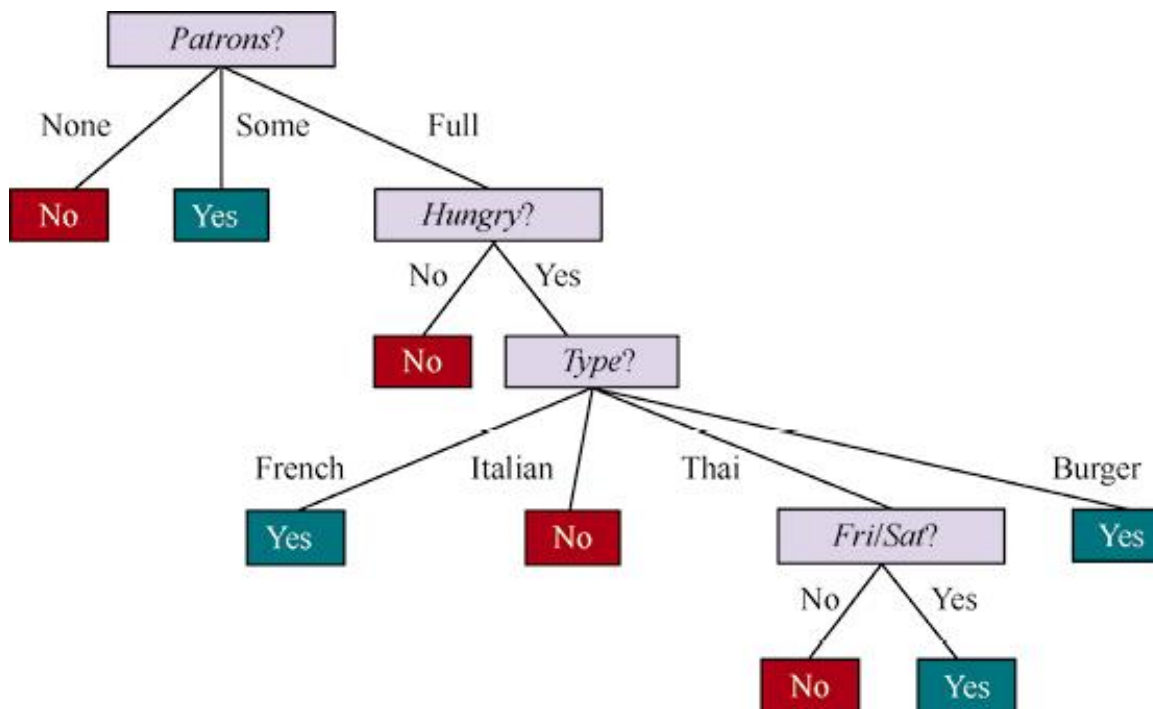 Patrons?
None Some Full
No Yes Hungry?
No Yes
No Type?
French Italian Thai Burger
Yes No Fri/Sat? Yes
No Yes
No Yes